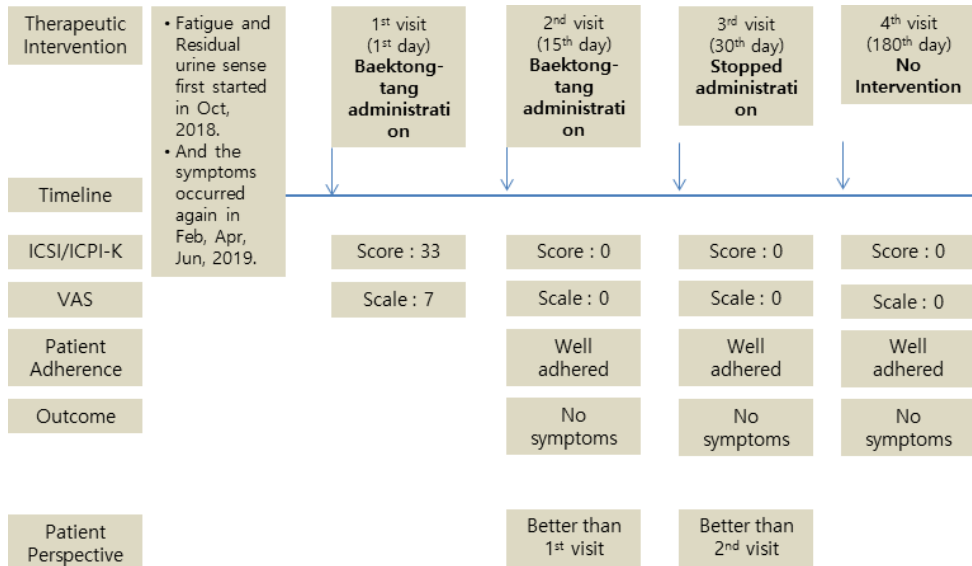 Therapeutic
Intervention
• Fatigue and
Residual
urine sense
first started
in Oct,
2018.
• And the
symptoms
occurred
again in
Feb, Apr,
Jun, 2019.
1st visit
(1st day)
Baektong-
tang
administrati
on
2nd visit
(15th day)
Baektong-
tang
administrati
on
3rd visit
(30th day)
Stopped
administrati
on
4th visit
(180th day)
No
Intervention
Timeline
ICSI/ICPI-K
Score : 33
Score : 0
Score : 0
Score : 0
VAS
Scale : 7
Scale : 0
Scale : 0
Scale : 0
Patient
Adherence
Well
adhered
Well
adhered
Well
adhered
Outcome
No
symptoms
No
symptoms
No
symptoms
Patient
Perspective
Better than
1st visit
Better than
2nd visit